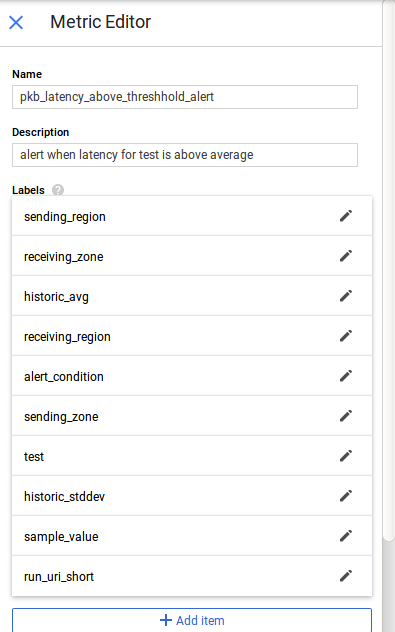 Metric Editor
Name
pkb_latency_above_threshhold_alert
Description
alert when latency for test is above average
Labels ?
sending_region
receiving_zone
historic_avg
receiving_region
alert_condition
sending_zone
test
historic_stddev
sample_value
run_uri_short
+ Add item